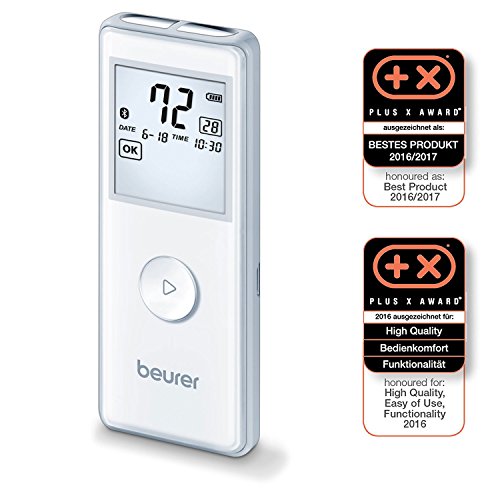 72
DATE 6-18 TIME 10:30
28
OK
beurer
PLUS X AWARD
ausgezeichnet als:
BESTES PRODUKT
2016/2017
honoured as:
Best Product
2016/2017
PLUS X AWARD
2016 ausgezeichnet für:
High Quality
Bedienkomfort
Funktionalität
honoured for:
High Quality,
Easy of Use,
Functionality
2016